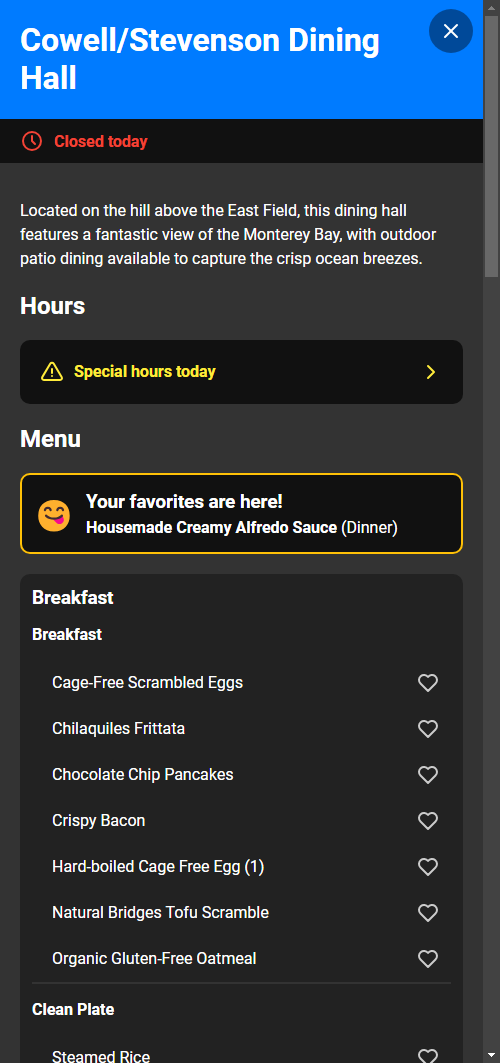 Cowell/Stevenson Dining
Hall
Closed today
Located on the hill above the East Field, this dining hall
features a fantastic view of the Monterey Bay, with outdoor
patio dining available to capture the crisp ocean breezes.
Hours
Special hours today
Menu
Your favorites are here!
Housemade Creamy Alfredo Sauce (Dinner)
Breakfast
Breakfast
Cage-Free Scrambled Eggs
Chilaquiles Frittata
Chocolate Chip Pancakes
Crispy Bacon
Hard-boiled Cage Free Egg (1)
Natural Bridges Tofu Scramble
Organic Gluten-Free Oatmeal
Clean Plate
Steamed Rice